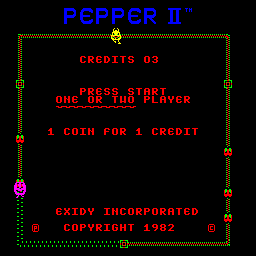 PEPPER II™
CREDITS 03
PRESS START
ONE OR TWO PLAYER
1 COIN FOR 1 CREDIT
EXIDY INCORPORATED
© COPYRIGHT 1982 ©